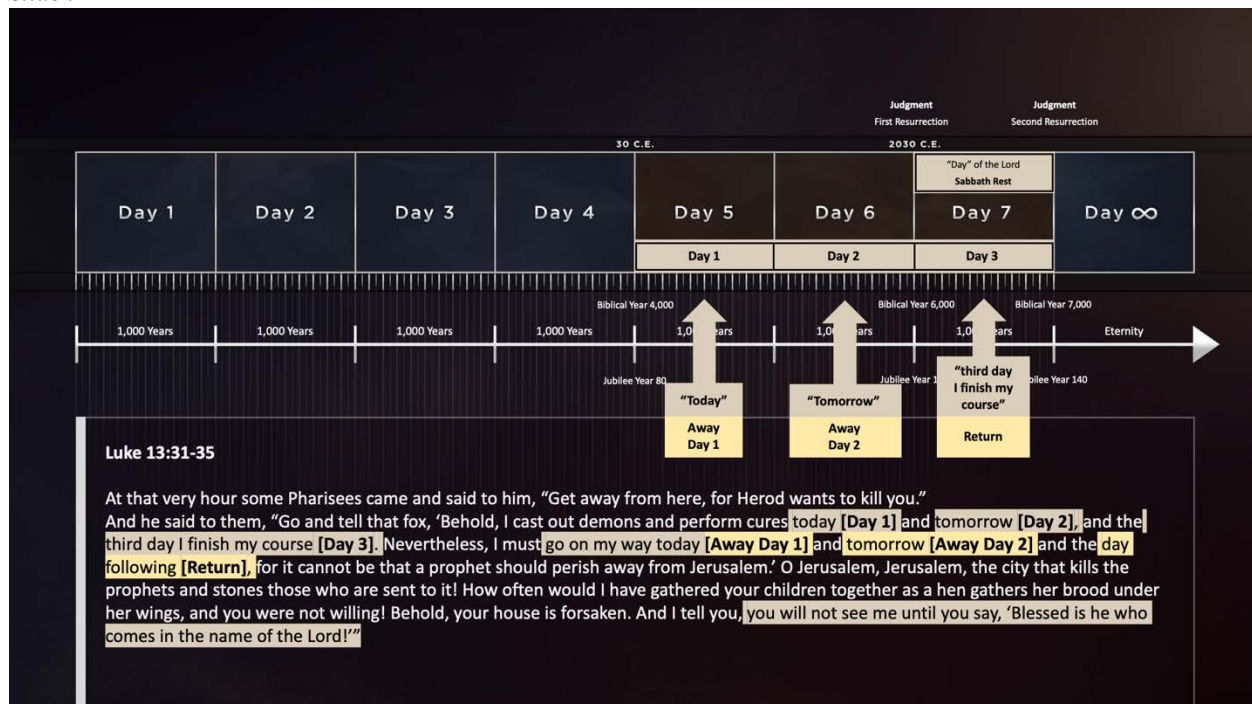 Judgment Judgment
First Resurrection Second Resurrection
30 C.E. 2030 C.E.
"Day" of the Lord
Sabbath Rest
Day 1 Day 2 Day 3 Day 4 Day 5 Day 6 Day 7 Day ∞
Day 1 Day 2 Day 3
Biblical Year 4,000 Biblical Year 6,000 Biblical Year 7,000
1,000 Years 1,000 Years 1,000 Years 1,000 Years Eternity
Jubilee Year 80 Jubilee Year 140
"Today"
Away
Day 1
"Tomorrow"
Away
Day 2
"third day
I finish my
course"
Return
Luke 13:31-35
At that very hour some Pharisees came and said to him, "Get away from here, for Herod wants to kill you."
And he said to them, "Go and tell that fox, 'Behold, I cast out demons and perform cures today [Day 1] and tomorrow [Day 2], and the
third day I finish my course [Day 3]. Nevertheless, I must go on my way today [Away Day 1] and tomorrow [Away Day 2] and the day
following [Return], for it cannot be that a prophet should perish away from Jerusalem.' O Jerusalem, Jerusalem, the city that kills the
prophets and stones those who are sent to it! How often would I have gathered your children together as a hen gathers her brood under
her wings, and you were not willing! Behold, your house is forsaken. And I tell you, you will not see me until you say, 'Blessed is he who
comes in the name of the Lord!'"